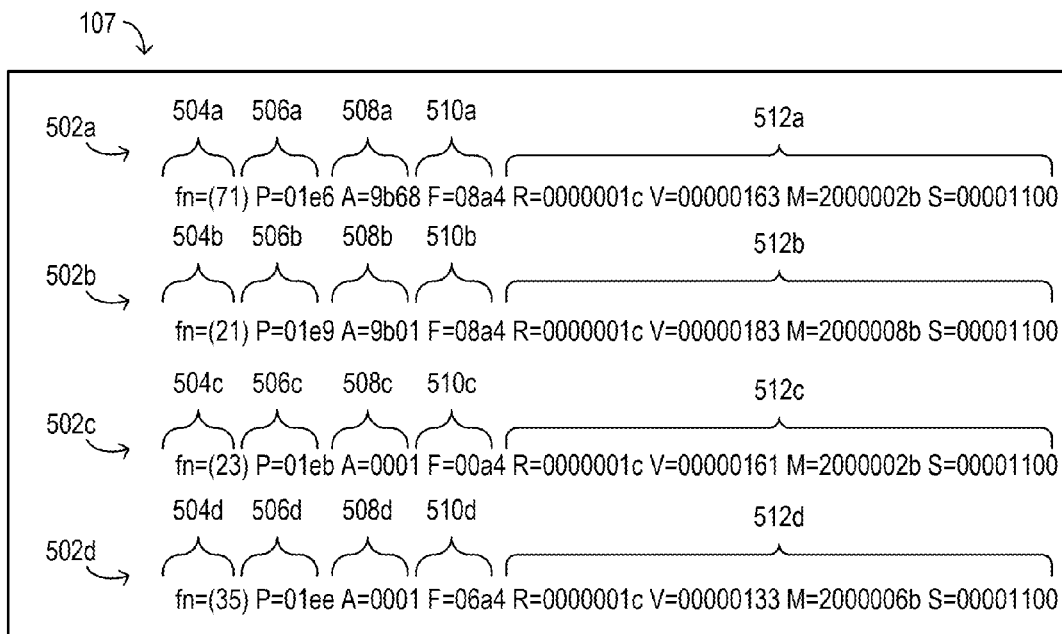 107
504a 506a 508a 510a 512a
502a
fn=(71) P=01e6 A=9b68 F=08a4 R=0000001c V=00000163 M=2000002b S=00001100
504b 506b 508b 510b 512b
502b
fn=(21) P=01e9 A=9b01 F=08a4 R=0000001c V=00000183 M=2000008b S=00001100
504c 506c 508c 510c 512c
502c
fn=(23) P=01eb A=0001 F=00a4 R=0000001c V=00000161 M=2000002b S=00001100
504d 506d 508d 510d 512d
502d
fn=(35) P=01ee A=0001 F=06a4 R=0000001c V=00000133 M=2000006b S=00001100